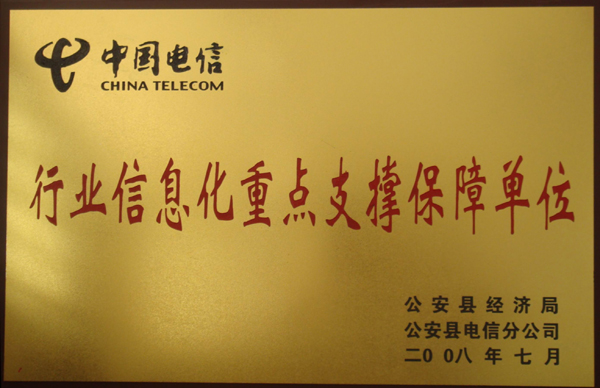 中国电信
CHINA TELECOM
行业信息化重点支撑保障单位
公安县经济局
公安县电信分公司
二00八年七月